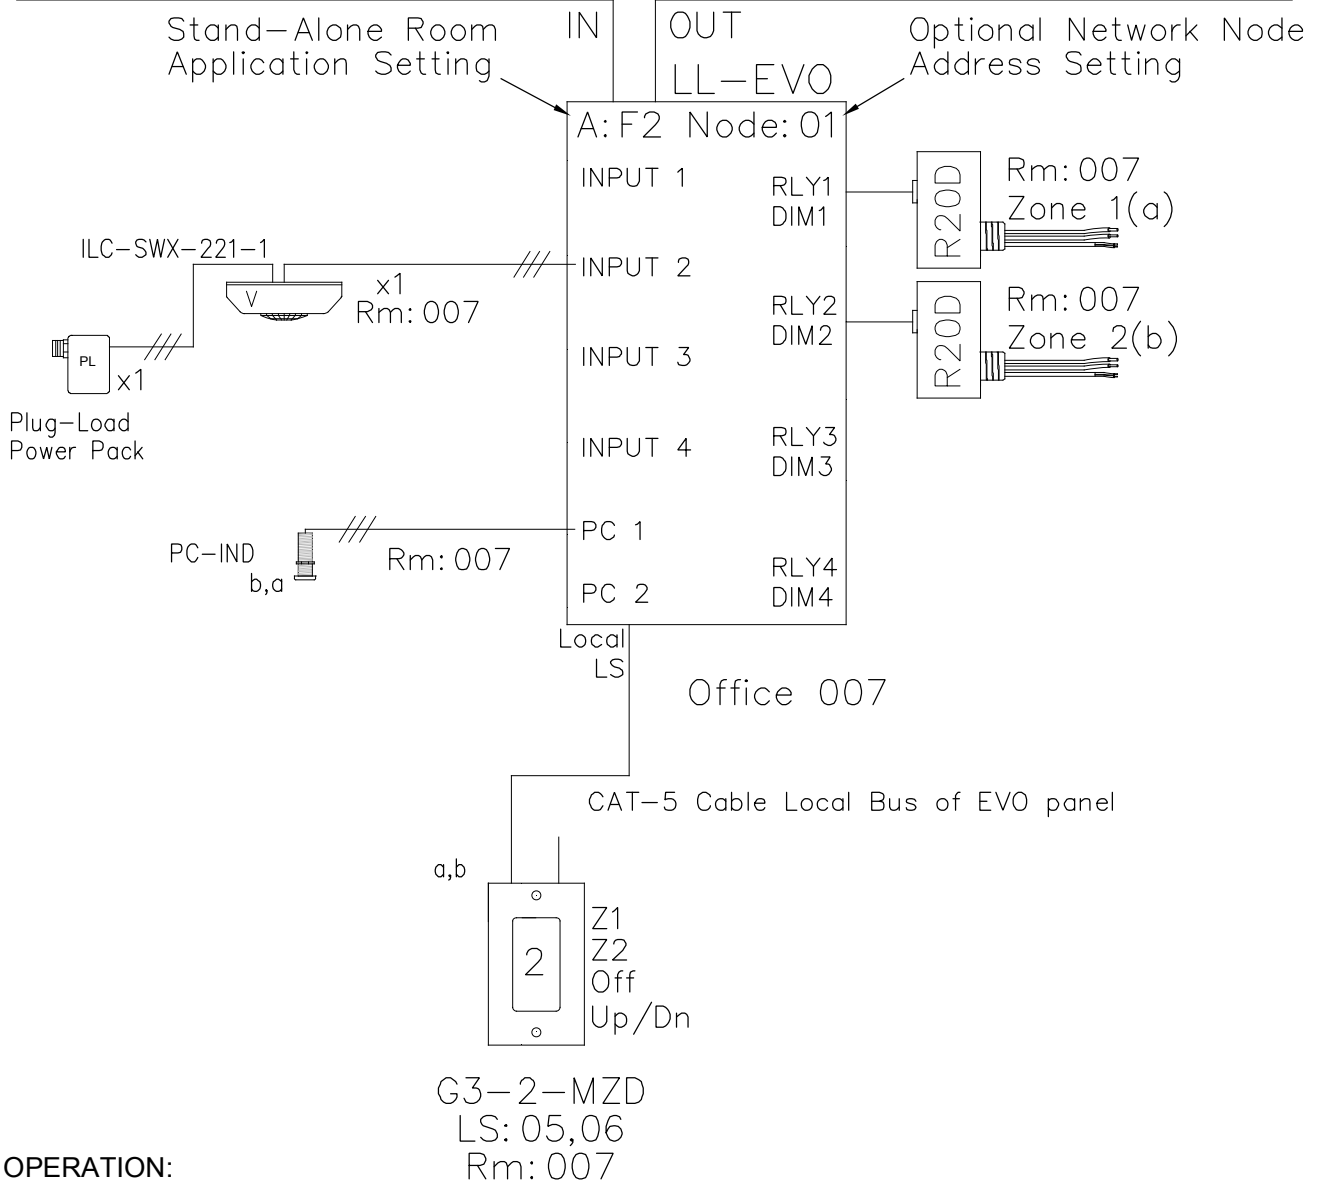 Stand-Alone Room
Application Setting
IN
OUT
LL-EVO
Optional Network Node
Address Setting
A: F2 Node: 01
INPUT 1
RLY1
DIM1
R20D
Rm: 007
Zone 1(a)
ILC-SWX-221-1
V
x1
Rm: 007
INPUT 2
RLY2
DIM2
R20D
Rm: 007
Zone 2(b)
PL
x1
Plug-Load
Power Pack
INPUT 3
INPUT 4
RLY3
DIM3
PC-IND
b,a
Rm: 007
PC 1
PC 2
RLY4
DIM4
Local
LS
Office 007
CAT-5 Cable Local Bus of EVO panel
a,b
2
Z1
Z2
Off
Up/Dn
G3-2-MZD
LS: 05,06
Rm: 007
OPERATION: